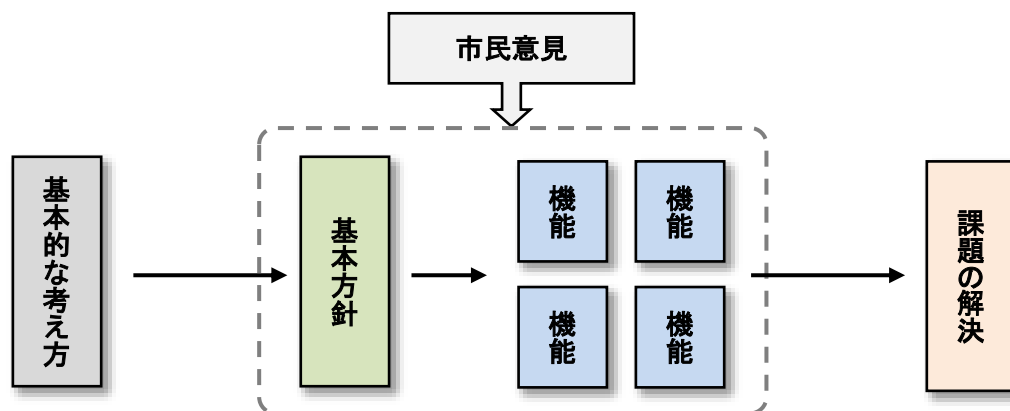 市民意見
基本的な考え方
基本方針
機能
機能
機能
機能
課題の解決